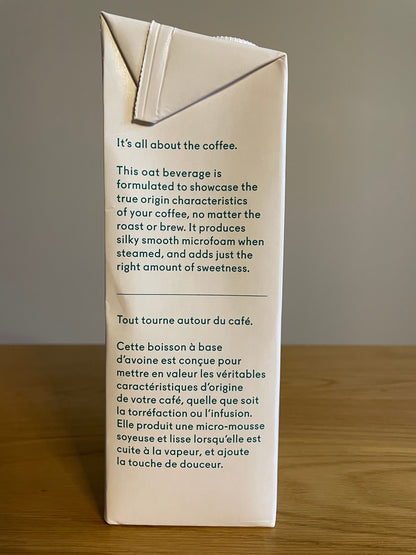 It's all about the coffee.
This oat beverage is
formulated to showcase the
true origin characteristics
of your coffee, no matter the
roast or brew. It produces
silky smooth microfoam when
steamed, and adds just the
right amount of sweetness.
Tout tourne autour du café.
Cette boisson à base
d'avoine est conçue pour
mettre en valeur les véritables
caractéristiques d'origine
de votre café, quelle que soit
la torréfaction ou l'infusion.
Elle produit une micro-mousse
soyeuse et lisse lorsqu'elle est
cuite à la vapeur, et ajoute
la touche de douceur.